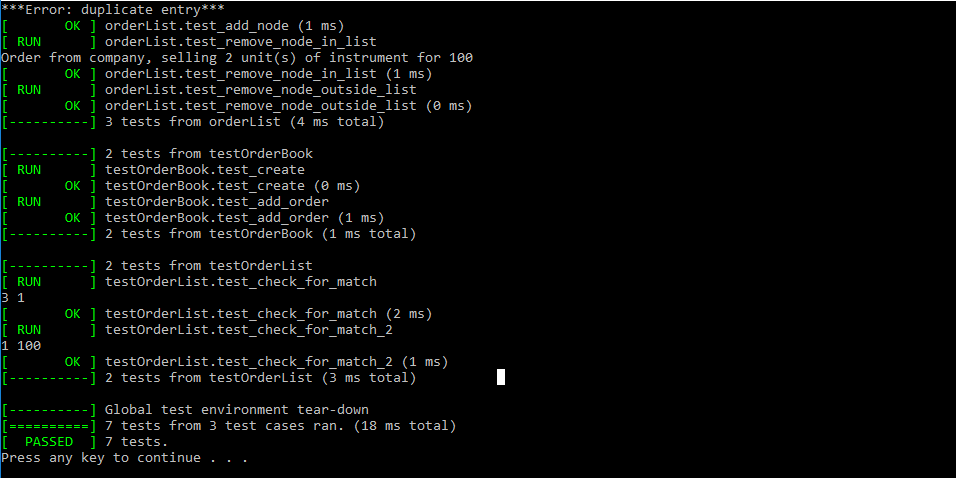 ***Error: duplicate entry***
[       OK ] orderList.test_add_node (1 ms)
[ RUN      ] orderList.test_remove_node_in_list
Order from company, selling 2 unit(s) of instrument for 100
[       OK ] orderList.test_remove_node_in_list (1 ms)
[ RUN      ] orderList.test_remove_node_outside_list
[       OK ] orderList.test_remove_node_outside_list (0 ms)
[----------] 3 tests from orderList (4 ms total)

[----------] 2 tests from testOrderBook
[ RUN      ] testOrderBook.test_create
[       OK ] testOrderBook.test_create (0 ms)
[ RUN      ] testOrderBook.test_add_order
[       OK ] testOrderBook.test_add_order (1 ms)
[----------] 2 tests from testOrderBook (1 ms total)

[----------] 2 tests from testOrderList
[ RUN      ] testOrderList.test_check_for_match
3 1
[       OK ] testOrderList.test_check_for_match (2 ms)
[ RUN      ] testOrderList.test_check_for_match_2
1 100
[       OK ] testOrderList.test_check_for_match_2 (1 ms)
[----------] 2 tests from testOrderList (3 ms total)

[----------] Global test environment tear-down
[==========] 7 tests from 3 test cases ran. (18 ms total)
[  PASSED  ] 7 tests.
Press any key to continue . . .